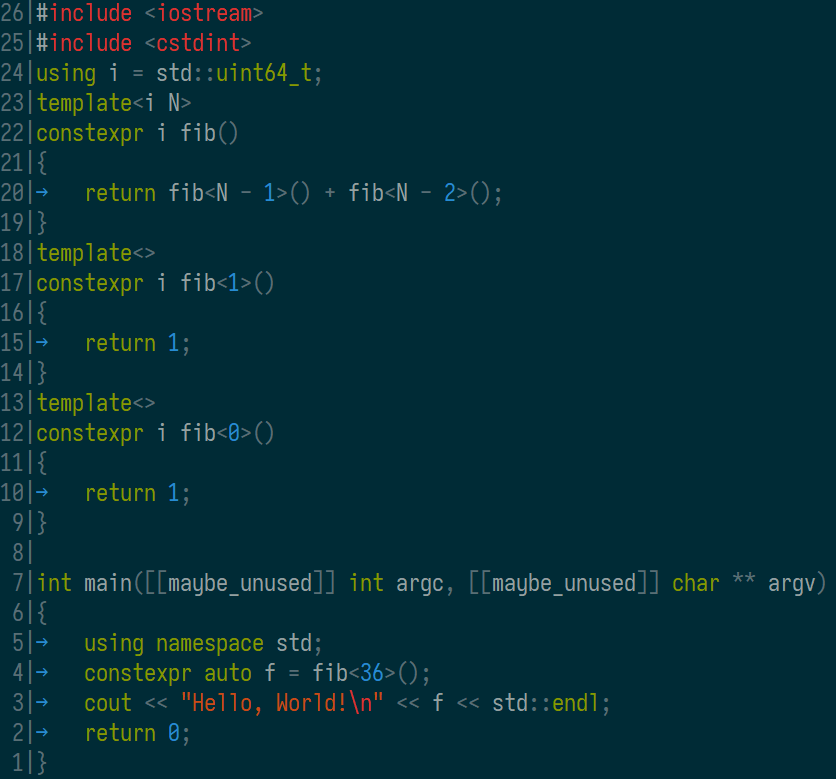 26|#include <iostream>
25|#include <cstdint>
24|using i = std::uint64_t;
23|template<i N>
22|constexpr i fib()
21|{
20|→   return fib<N - 1>() + fib<N - 2>();
19|}
18|template<>
17|constexpr i fib<1>()
16|{
15|→   return 1;
14|}
13|template<>
12|constexpr i fib<0>()
11|{
10|→   return 1;
 9|}
 8|
 7|int main([[maybe_unused]] int argc, [[maybe_unused]] char ** argv)
 6|{
 5|→   using namespace std;
 4|→   constexpr auto f = fib<36>();
 3|→   cout << "Hello, World!\n" << f << std::endl;
 2|→   return 0;
 1|}